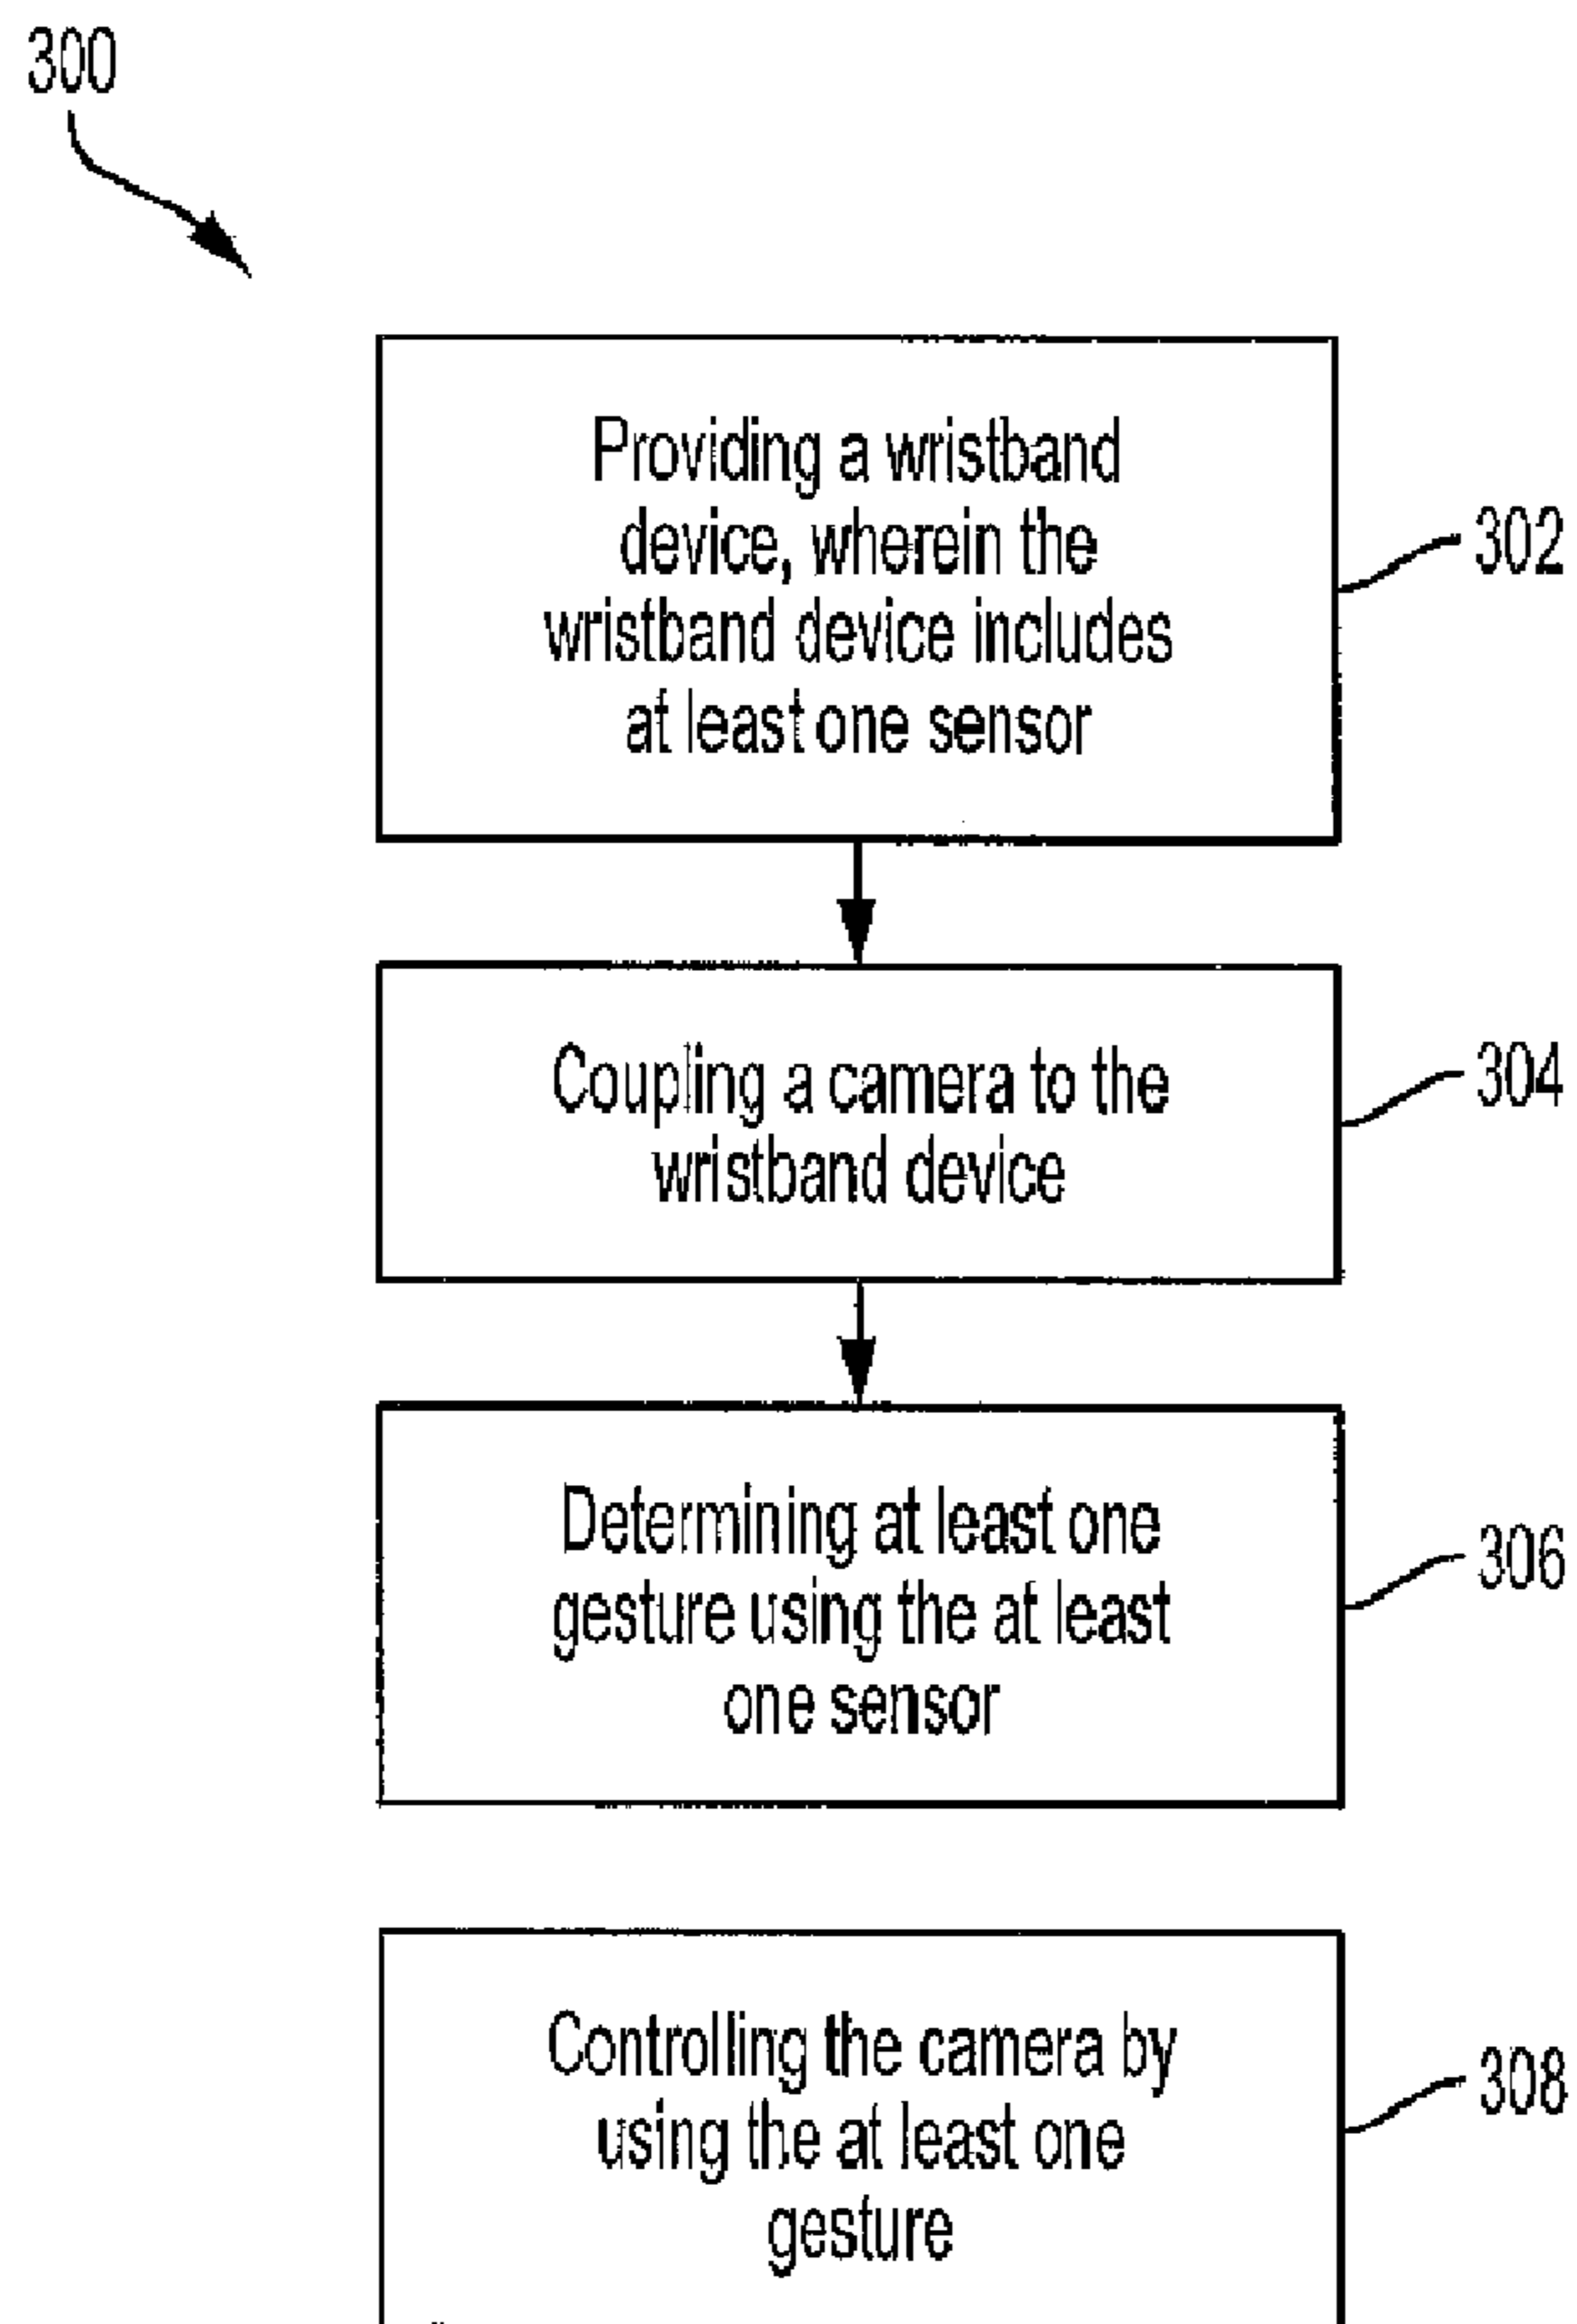 300
Providing a wristband
device, wherein the
wristband device includes
at least one sensor
302
Coupling a camera to the
wristband device
304
Determining at least one
gesture using the at least
one sensor
306
Controlling the camera by
using the at least one
gesture
308